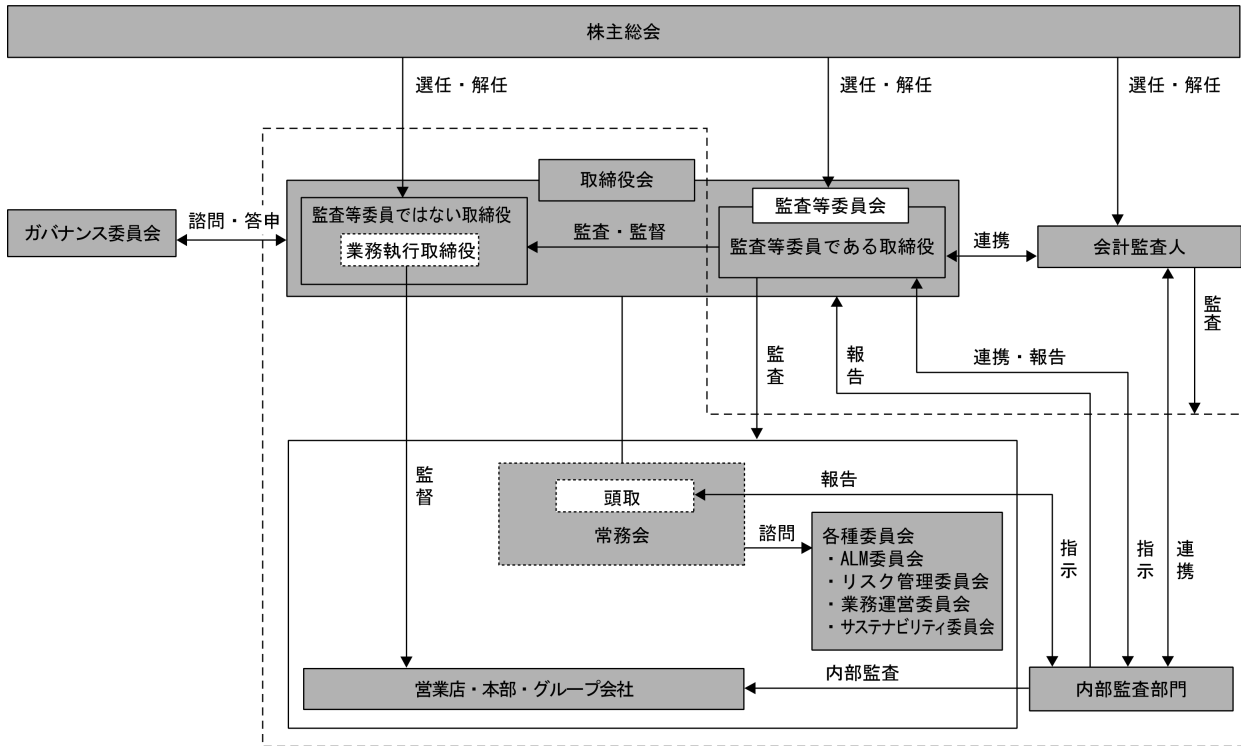 株主総会
選任・解任
選任・解任
選任・解任
取締役会
監査等委員会
監査等委員ではない取締役
業務執行取締役
監査・監督
監査等委員である取締役
連携
ガバナンス委員会
諮問・答申
会計監査人
監査
監査
報告
連携・報告
監督
頭取
常務会
報告
諮問
各種委員会
・ALM委員会
・リスク管理委員会
・業務運営委員会
・サステナビリティ委員会
指示
指示
連携
営業店・本部・グループ会社
内部監査
内部監査部門